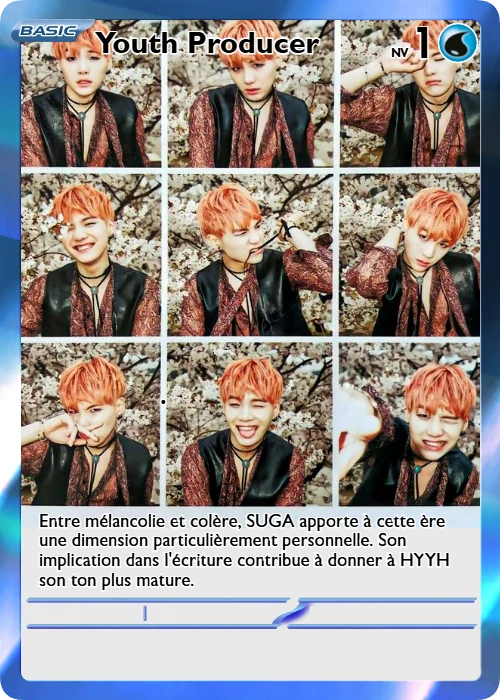 BASIC
Youth Producer
NV 1
Entre mélancolie et colère, SUGA apporte à cette ère
une dimension particulièrement personnelle. Son
implication dans l'écriture contribue à donner à HYYH
son ton plus mature.